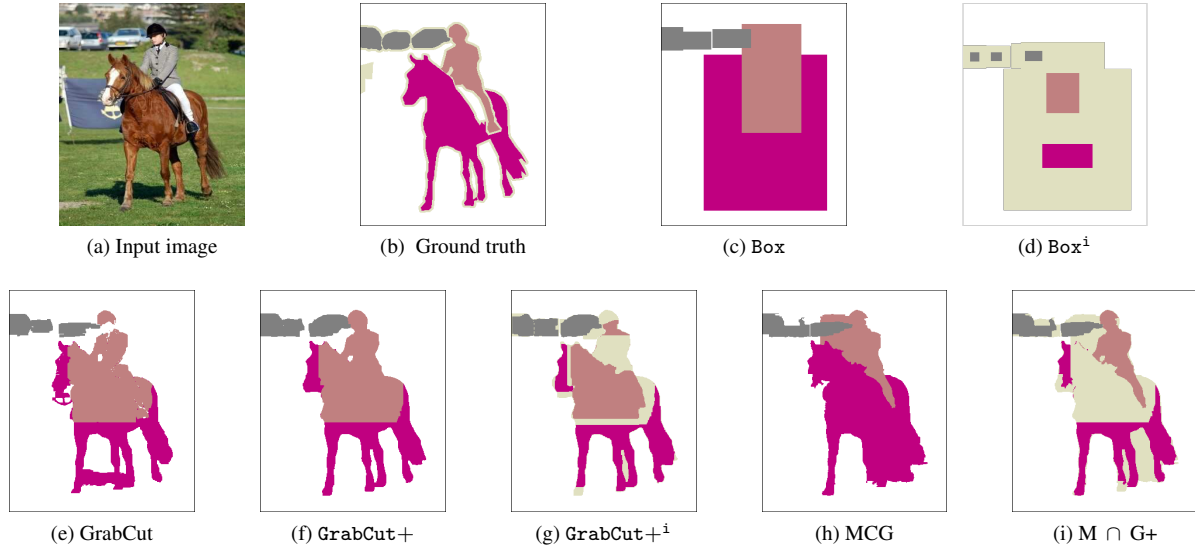 (a) Input image
(b) Ground truth
(c) Box
(d) Boxⁱ
(e) GrabCut
(f) GrabCut+
(g) GrabCut+ⁱ
(h) MCG
(i) M ∩ G+